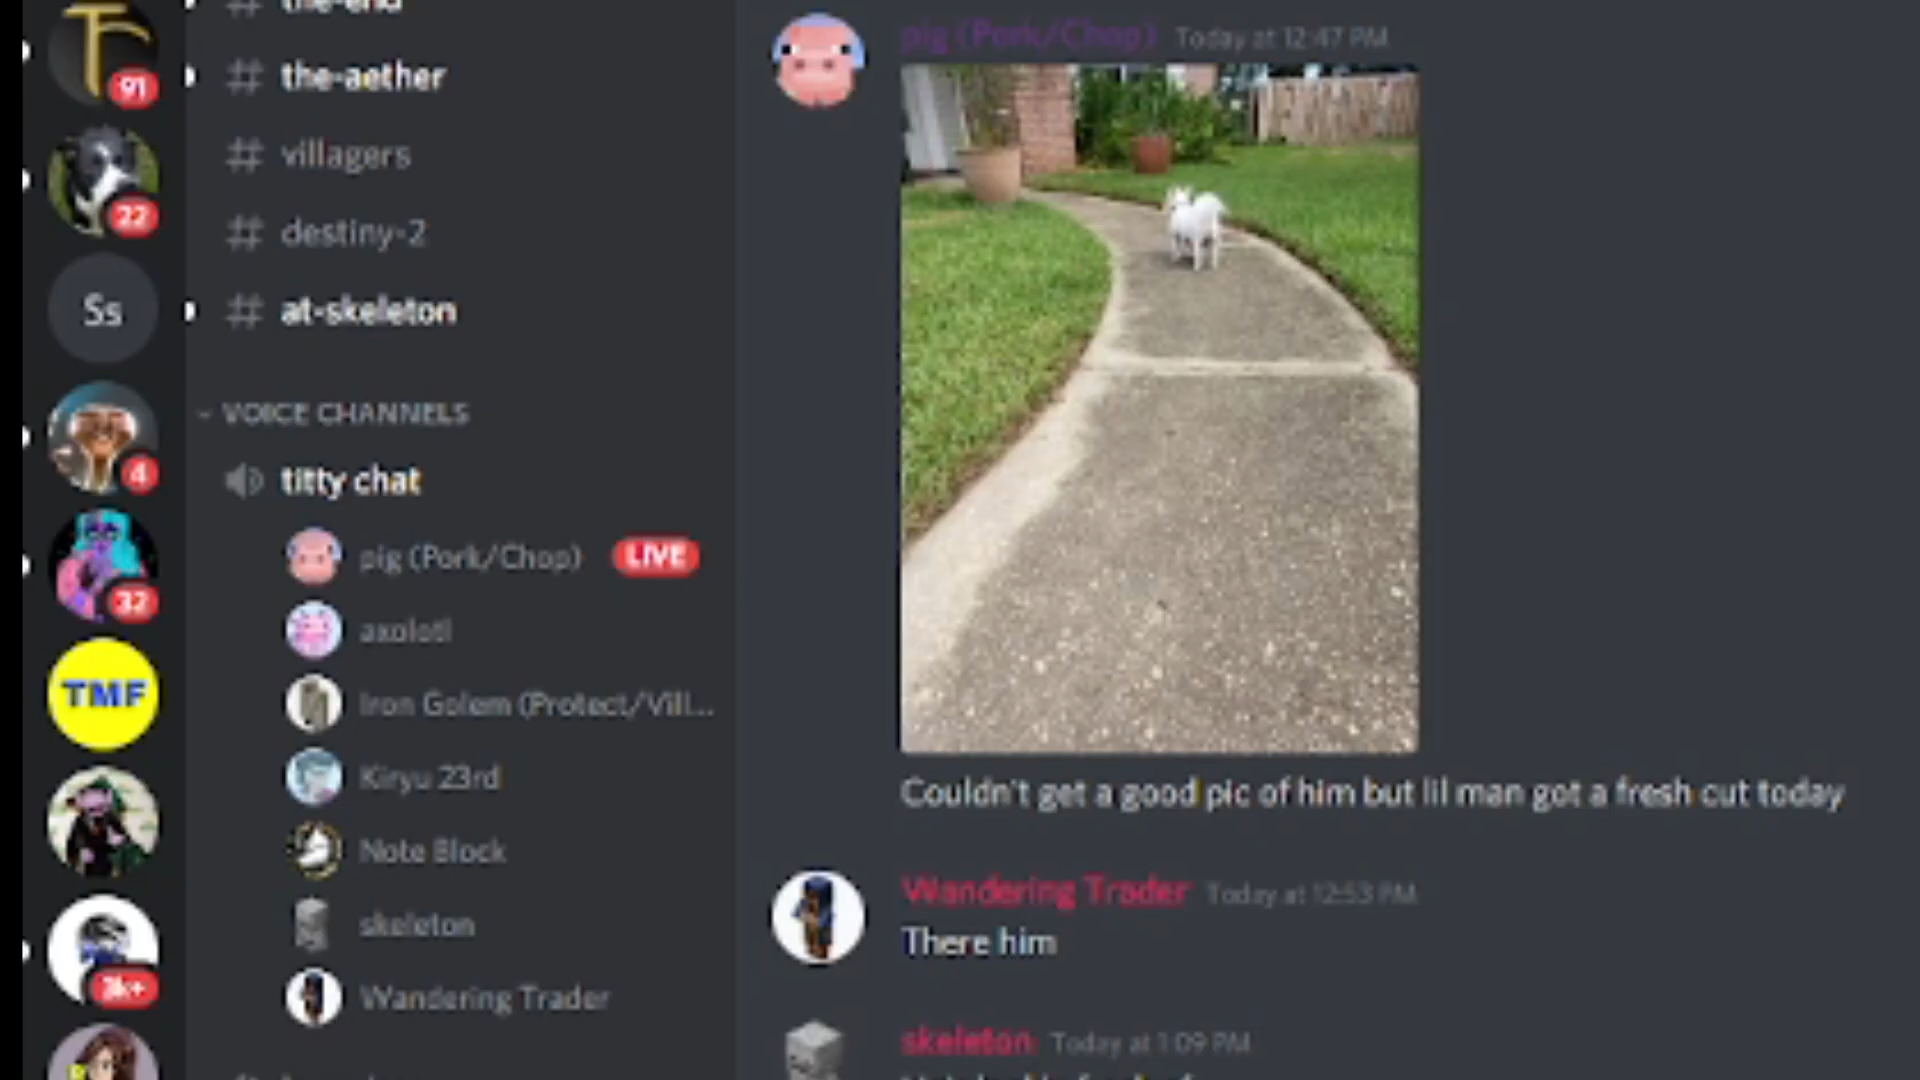 91
22
Ss
4
32
TMF
3k+
the-end
the-aether
villagers
destiny-2
at-skeleton
VOICE CHANNELS
titty chat
pig (Pork/Chop) LIVE
axolotl
Iron Golem (Protect/Vill...
Kiryu 23rd
Note Block
skeleton
Wandering Trader
pig (Pork/Chop) Today at 12:47 PM
Couldn't get a good pic of him but lil man got a fresh cut today
Wandering Trader Today at 12:53 PM
There him
skeleton Today at 1:09 PM